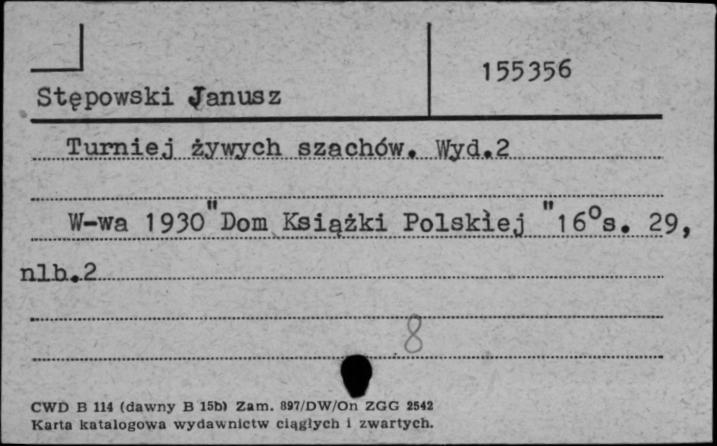 155356
Stępowski Janusz
Turniej żywych szachów. Wyd.2
W-wa 1930 "Dom Książki Polskiej" 16° s. 29,
nlb.2
8
CWD B 114 (dawny B 15b) Zam. 897/DW/On ZGG 2542
Karta katalogowa wydawnictw ciągłych i zwartych.